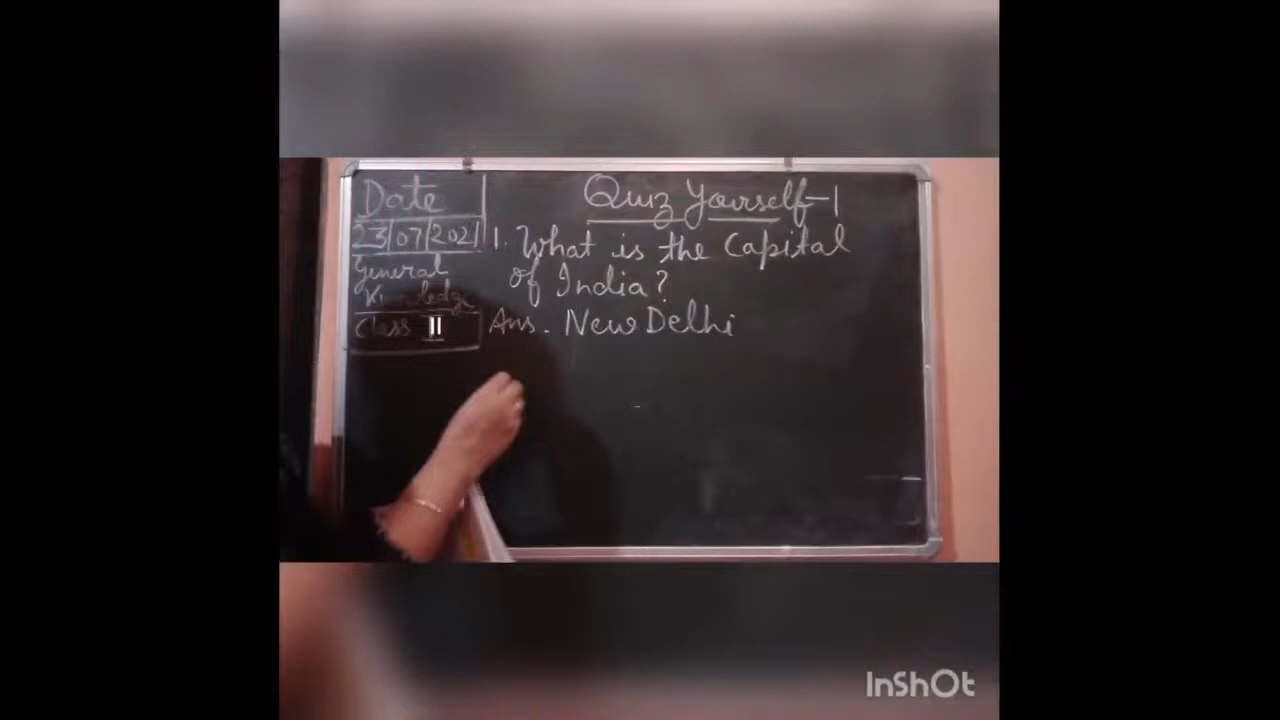 Date
23/07/2021
General
Knowledge
Class II
Quiz Yourself-1
1. What is the Capital
of India?
Ans. New Delhi
InShOt